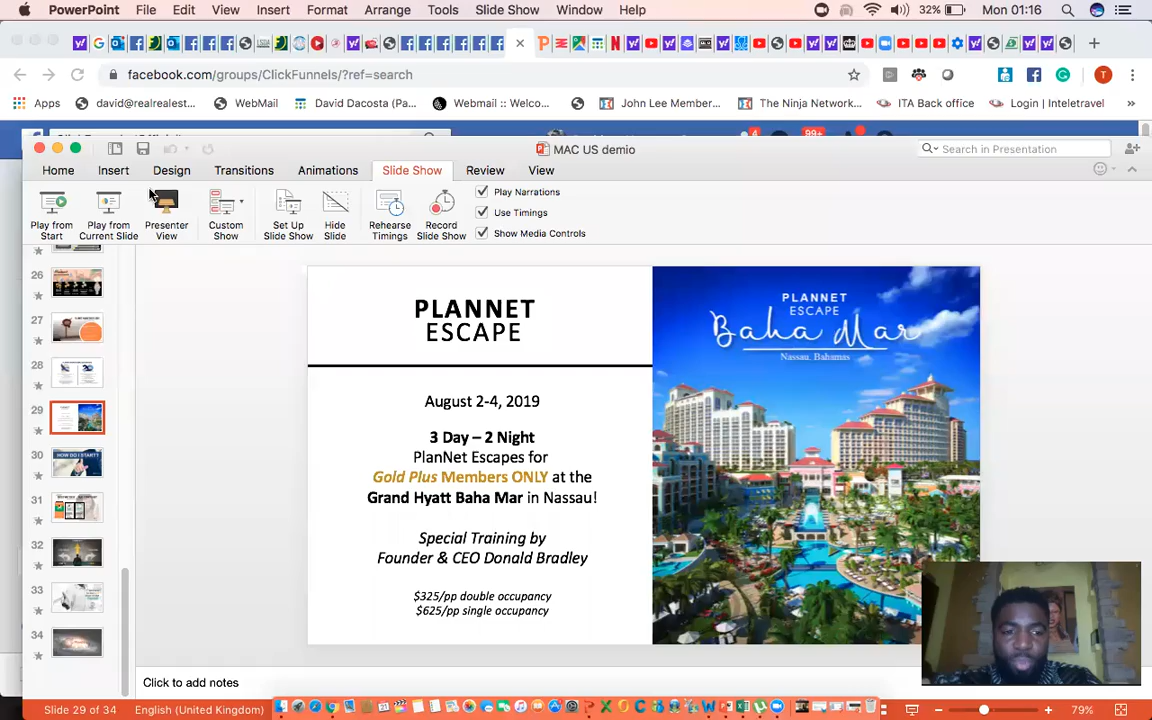 PowerPoint File Edit View Insert Format Arrange Tools Slide Show Window Help 32% Mon 01:16
facebook.com/groups/ClickFunnels/?ref=search
Apps david@realrealest... WebMail David Dacosta (Pa... Webmail :: Welco... John Lee Member... The Ninja Network... ITA Back office Login | Inteletravel »
4 99+
MAC US demio Search in Presentation
Home Insert Design Transitions Animations Slide Show Review View
Play from Start
Play from Current Slide
Presenter View
Custom Show
Set Up Slide Show
Hide Slide
Rehearse Timings
Record Slide Show
Play Narrations
Use Timings
Show Media Controls
26
27
28
29
30
HOW DO I START?
31
32
33
34
PLANNET
ESCAPE
August 2-4, 2019
3 Day – 2 Night
PlanNet Escapes for
Gold Plus Members ONLY at the
Grand Hyatt Baha Mar in Nassau!
Special Training by
Founder & CEO Donald Bradley
$325/pp double occupancy
$625/pp single occupancy
PLANNET
ESCAPE
Baha Mar
Nassau, Bahamas
Click to add notes
Slide 29 of 34 English (United Kingdom) 79%